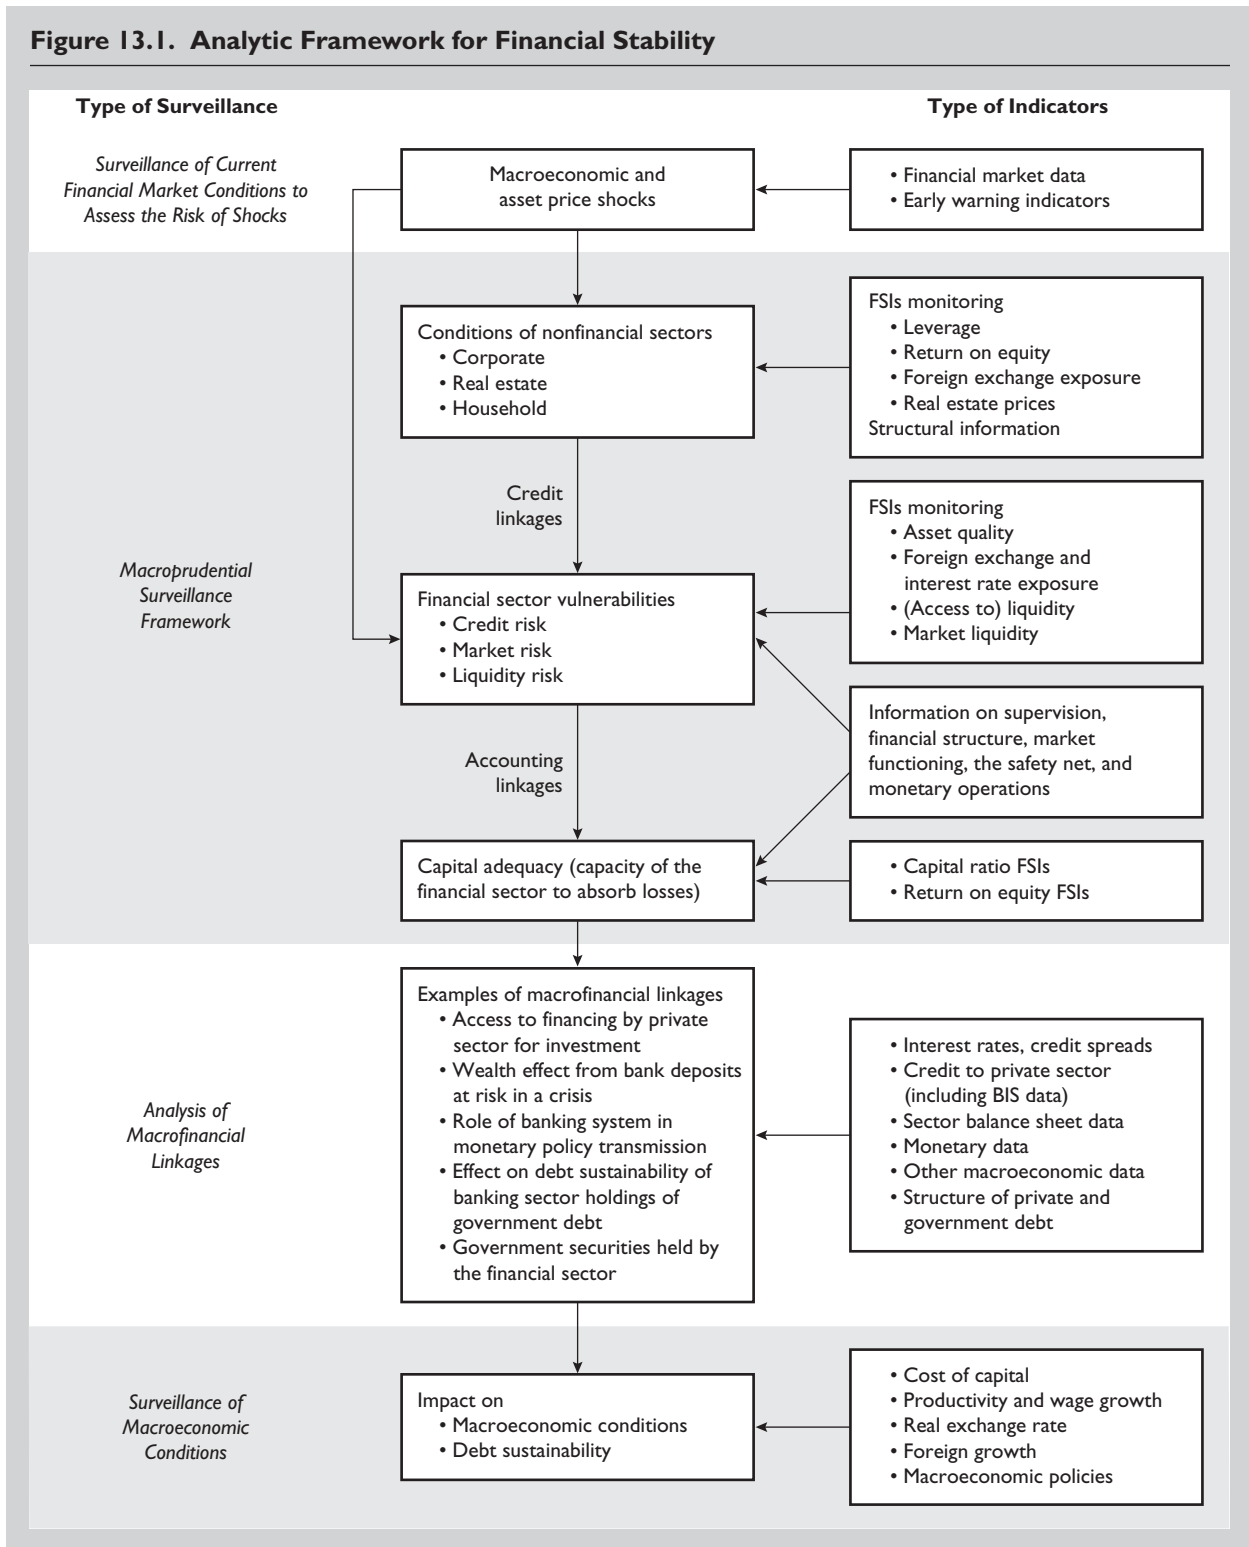 Figure 13.1. Analytic Framework for Financial Stability
Type of Surveillance
Type of Indicators
Surveillance of Current
Financial Market Conditions to
Assess the Risk of Shocks
Macroeconomic and
asset price shocks
• Financial market data
• Early warning indicators
Macroprudential
Surveillance
Framework
Conditions of nonfinancial sectors
• Corporate
• Real estate
• Household
FSIs monitoring
• Leverage
• Return on equity
• Foreign exchange exposure
• Real estate prices
Structural information
Credit
linkages
Financial sector vulnerabilities
• Credit risk
• Market risk
• Liquidity risk
FSIs monitoring
• Asset quality
• Foreign exchange and
interest rate exposure
• (Access to) liquidity
• Market liquidity
Information on supervision,
financial structure, market
functioning, the safety net, and
monetary operations
Accounting
linkages
Capital adequacy (capacity of the
financial sector to absorb losses)
• Capital ratio FSIs
• Return on equity FSIs
Analysis of
Macrofinancial
Linkages
Examples of macrofinancial linkages
• Access to financing by private
sector for investment
• Wealth effect from bank deposits
at risk in a crisis
• Role of banking system in
monetary policy transmission
• Effect on debt sustainability of
banking sector holdings of
government debt
• Government securities held by
the financial sector
• Interest rates, credit spreads
• Credit to private sector
(including BIS data)
• Sector balance sheet data
• Monetary data
• Other macroeconomic data
• Structure of private and
government debt
Surveillance of
Macroeconomic
Conditions
Impact on
• Macroeconomic conditions
• Debt sustainability
• Cost of capital
• Productivity and wage growth
• Real exchange rate
• Foreign growth
• Macroeconomic policies